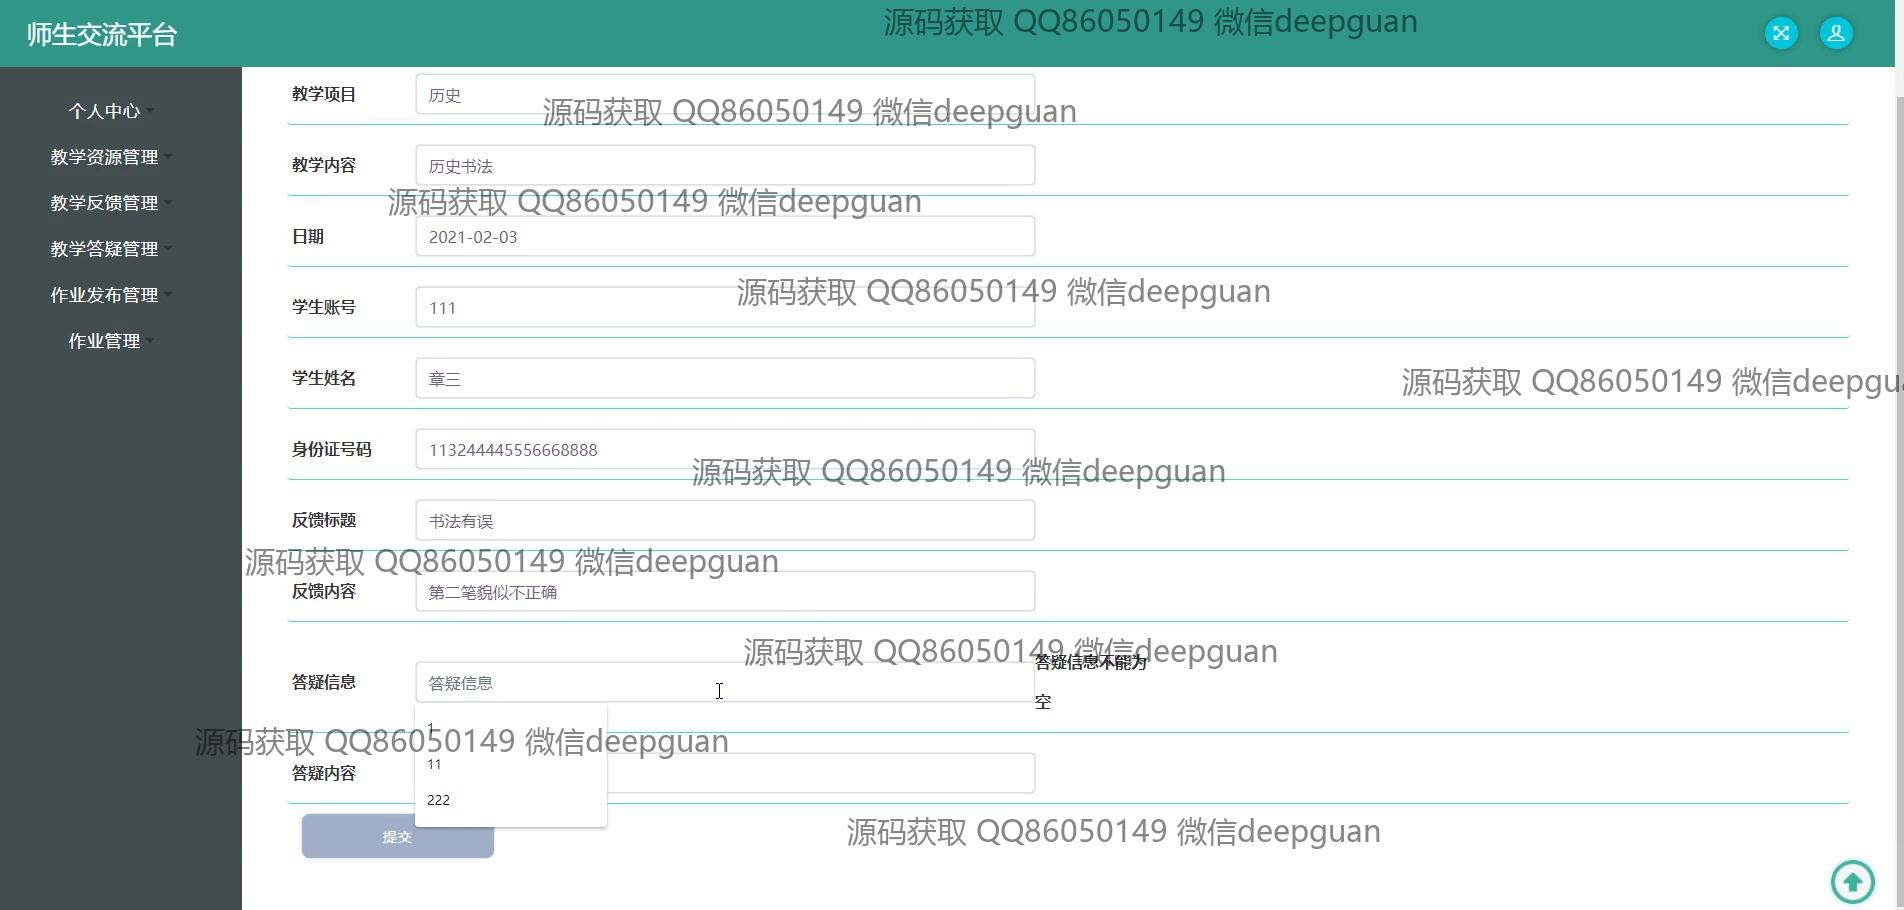 师生交流平台
源码获取 QQ86050149 微信deepguan
个人中心
教学资源管理
教学反馈管理
教学答疑管理
作业发布管理
作业管理
教学项目
历史
源码获取 QQ86050149 微信deepguan
教学内容
历史书法
源码获取 QQ86050149 微信deepguan
日期
2021-02-03
源码获取 QQ86050149 微信deepguan
学生账号
111
学生姓名
章三
源码获取 QQ86050149 微信deepgu
身份证号码
113244445556668888
源码获取 QQ86050149 微信deepguan
反馈标题
书法有误
源码获取 QQ86050149 微信deepguan
反馈内容
第二笔貌似不正确
源码获取 QQ86050149 微信deepguan
答疑信息
答疑信息
答疑信息不能为
空
1
源码获取 QQ86050149 微信deepguan
11
答疑内容
222
源码获取 QQ86050149 微信deepguan
提交